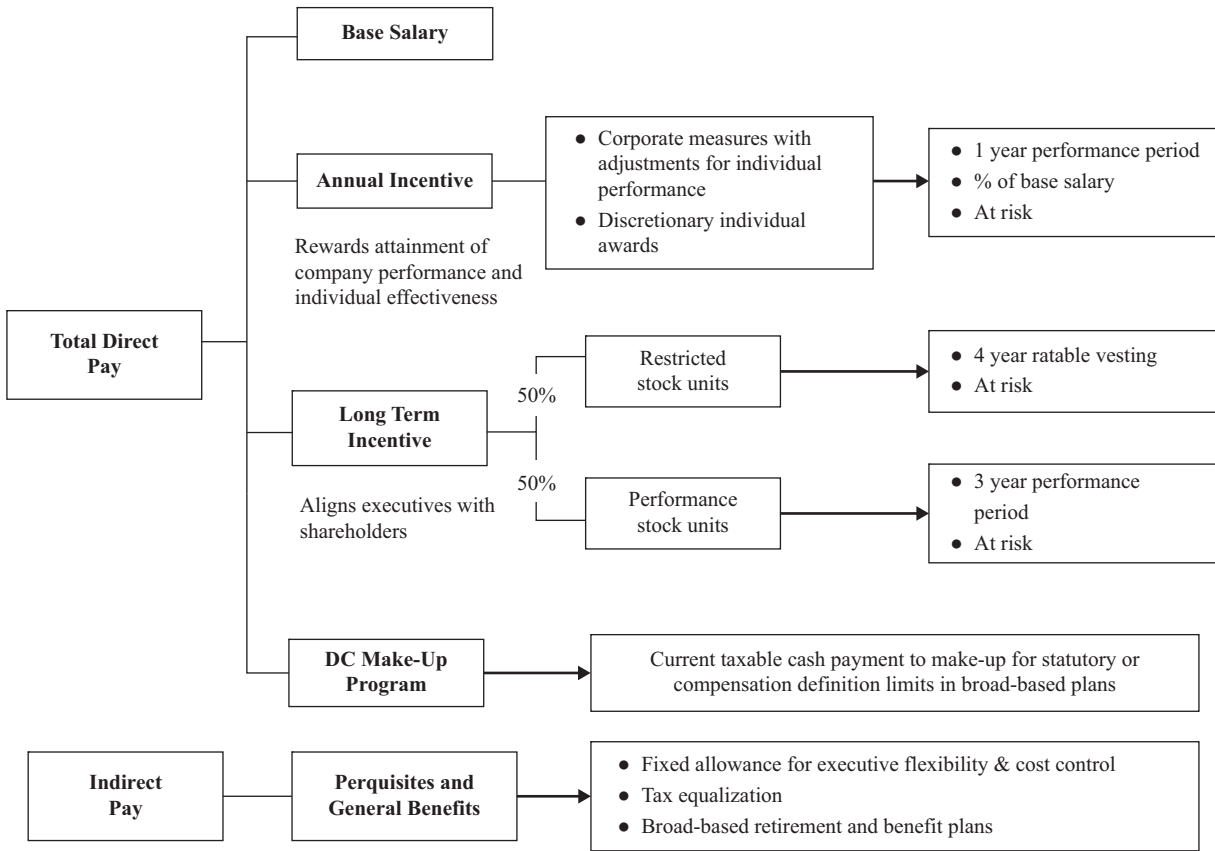 Base Salary
Annual Incentive
● Corporate measures with
adjustments for individual
performance
● Discretionary individual
awards
● 1 year performance period
● % of base salary
● At risk
Rewards attainment of
company performance and
individual effectiveness
Total Direct
Pay
Long Term
Incentive
50%
Restricted
stock units
● 4 year ratable vesting
● At risk
Aligns executives with
shareholders
50%
Performance
stock units
● 3 year performance
period
● At risk
DC Make-Up
Program
Current taxable cash payment to make-up for statutory or
compensation definition limits in broad-based plans
Indirect
Pay
Perquisites and
General Benefits
● Fixed allowance for executive flexibility & cost control
● Tax equalization
● Broad-based retirement and benefit plans